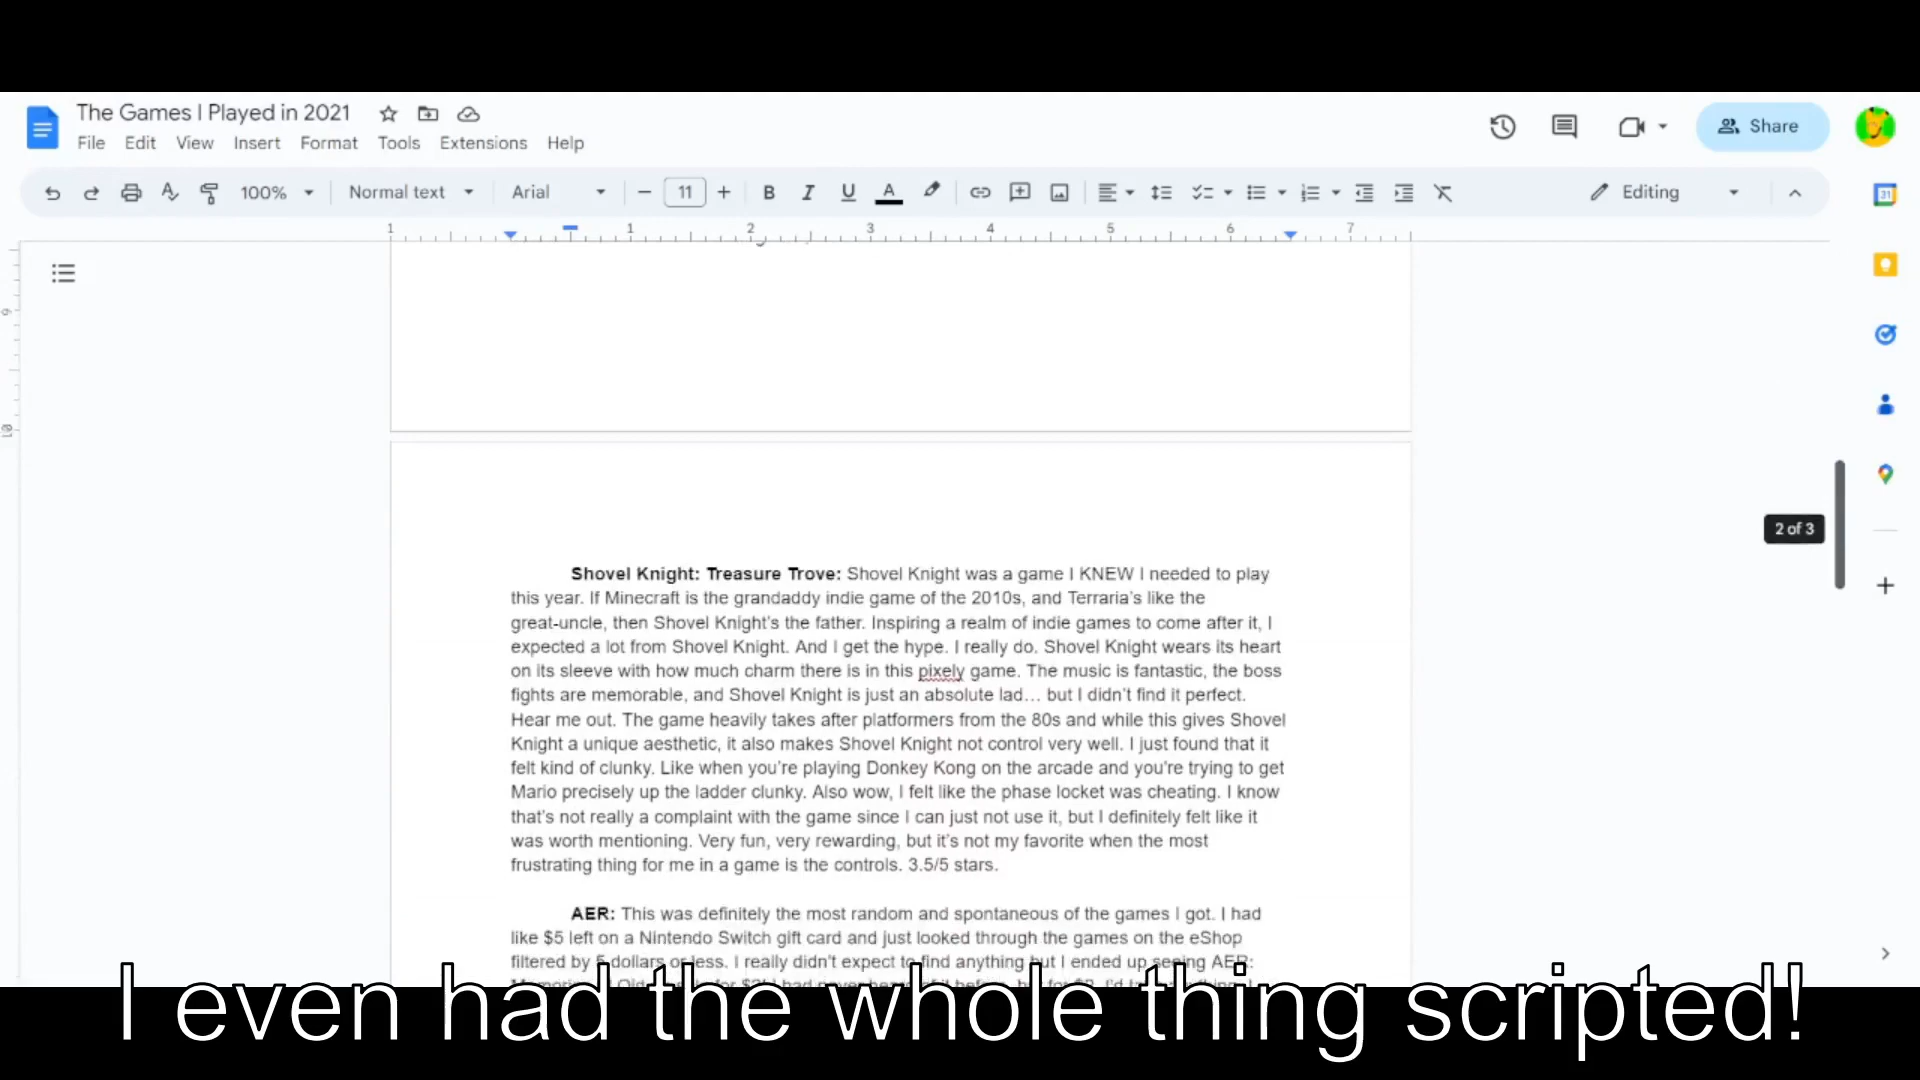 The Games I Played in 2021
File Edit View Insert Format Tools Extensions Help
Share
100% Normal text Arial 11 Editing
1 1 2 3 4 5 6 7
31
9
10
2 of 3
Shovel Knight: Treasure Trove: Shovel Knight was a game I KNEW I needed to play
this year. If Minecraft is the grandaddy indie game of the 2010s, and Terraria's like the
great-uncle, then Shovel Knight's the father. Inspiring a realm of indie games to come after it, I
expected a lot from Shovel Knight. And I get the hype. I really do. Shovel Knight wears its heart
on its sleeve with how much charm there is in this pixely game. The music is fantastic, the boss
fights are memorable, and Shovel Knight is just an absolute lad… but I didn't find it perfect.
Hear me out. The game heavily takes after platformers from the 80s and while this gives Shovel
Knight a unique aesthetic, it also makes Shovel Knight not control very well. I just found that it
felt kind of clunky. Like when you're playing Donkey Kong on the arcade and you're trying to get
Mario precisely up the ladder clunky. Also wow, I felt like the phase locket was cheating. I know
that's not really a complaint with the game since I can just not use it, but I definitely felt like it
was worth mentioning. Very fun, very rewarding, but it's not my favorite when the most
frustrating thing for me in a game is the controls. 3.5/5 stars.
AER: This was definitely the most random and spontaneous of the games I got. I had
like $5 left on a Nintendo Switch gift card and just looked through the games on the eShop
filtered by 5 dollars or less. I really didn't expect to find anything but I ended up seeing AER:
I even had the whole thing scripted!